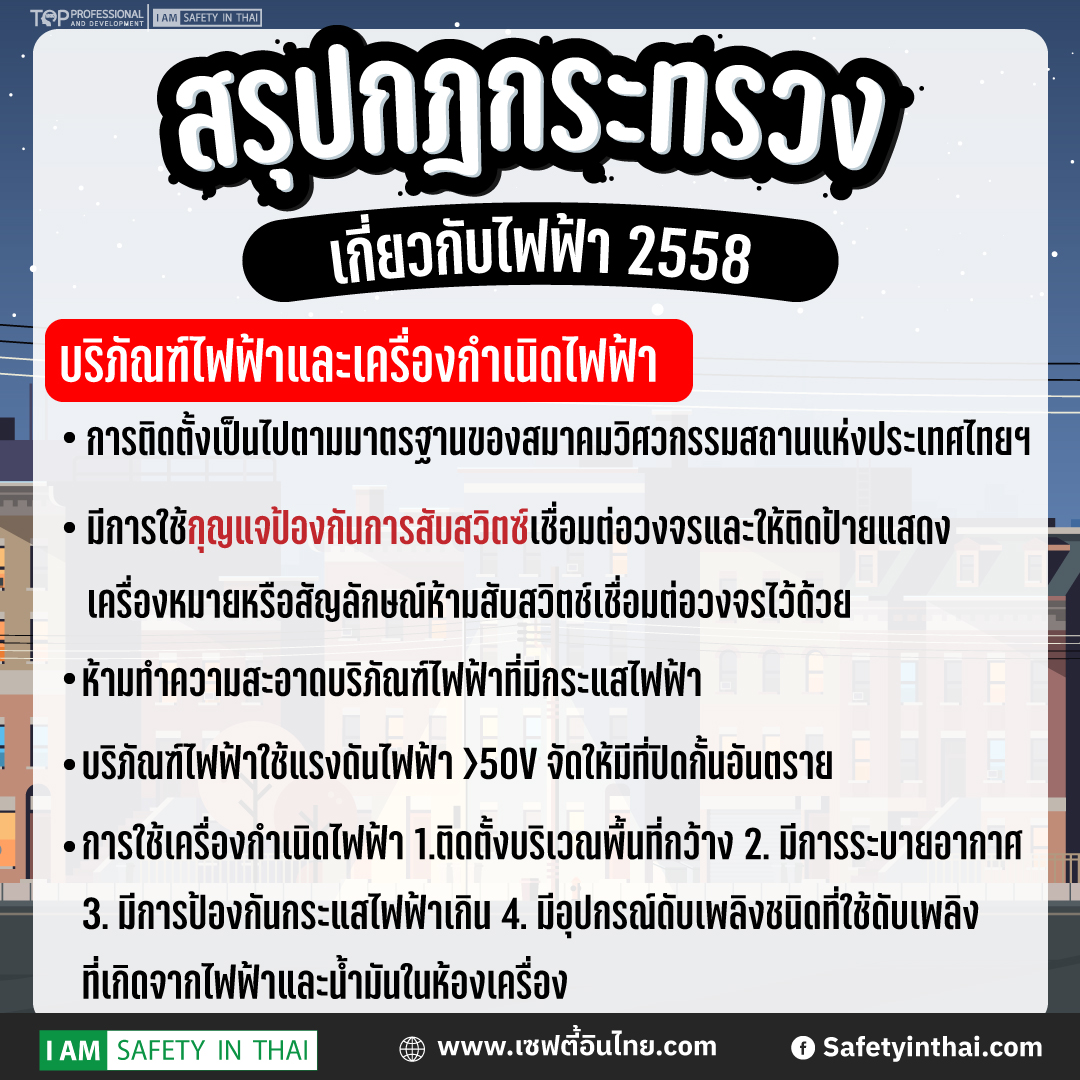 TOP PROFESSIONAL AND DEVELOPMENT I AM SAFETY IN THAI
สรุปกฎกระทรวง
เกี่ยวกับไฟฟ้า 2558
บริภัณฑ์ไฟฟ้าและเครื่องกำเนิดไฟฟ้า
• การติดตั้งเป็นไปตามมาตรฐานของสมาคมวิศวกรรมสถานแห่งประเทศไทยฯ
• มีการใช้กุญแจป้องกันการสับสวิตซ์เชื่อมต่อวงจรและให้ติดป้ายแสดง
เครื่องหมายหรือสัญลักษณ์ห้ามสับสวิตช์เชื่อมต่อวงจรไว้ด้วย
• ห้ามทำความสะอาดบริภัณฑ์ไฟฟ้าที่มีกระแสไฟฟ้า
• บริภัณฑ์ไฟฟ้าใช้แรงดันไฟฟ้า >50V จัดให้มีที่ปิดกั้นอันตราย
• การใช้เครื่องกำเนิดไฟฟ้า 1.ติดตั้งบริเวณพื้นที่กว้าง 2. มีการระบายอากาศ
3. มีการป้องกันกระแสไฟฟ้าเกิน 4. มีอุปกรณ์ดับเพลิงชนิดที่ใช้ดับเพลิง
ที่เกิดจากไฟฟ้าและน้ำมันในห้องเครื่อง
I AM SAFETY IN THAI www.เซฟตี้อินไทย.com Safetyinthai.com